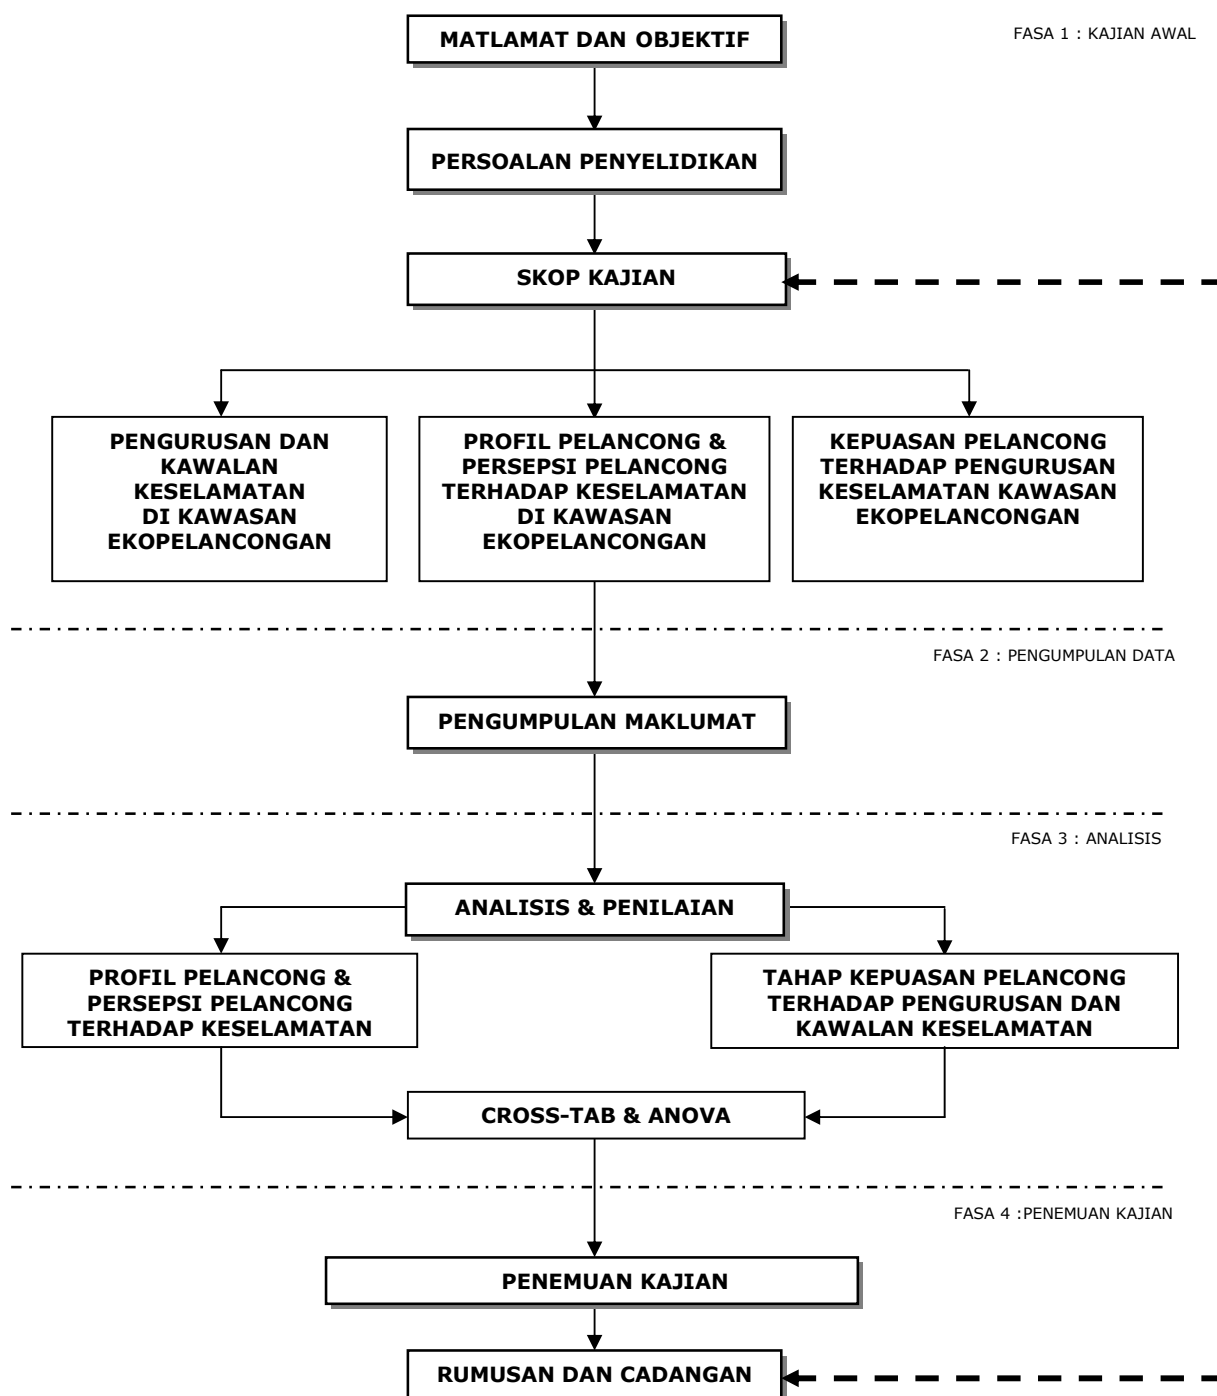 MATLAMAT DAN OBJEKTIF
FASA 1 : KAJIAN AWAL
PERSOALAN PENYELIDIKAN
SKOP KAJIAN
PENGURUSAN DAN
KAWALAN
KESELAMATAN
DI KAWASAN
EKOPELANCONGAN
PROFIL PELANCONG &
PERSEPSI PELANCONG
TERHADAP KESELAMATAN
DI KAWASAN
EKOPELANCONGAN
KEPUASAN PELANCONG
TERHADAP PENGURUSAN
KESELAMATAN KAWASAN
EKOPELANCONGAN
FASA 2 : PENGUMPULAN DATA
PENGUMPULAN MAKLUMAT
FASA 3 : ANALISIS
ANALISIS & PENILAIAN
PROFIL PELANCONG &
PERSEPSI PELANCONG
TERHADAP KESELAMATAN
TAHAP KEPUASAN PELANCONG
TERHADAP PENGURUSAN DAN
KAWALAN KESELAMATAN
CROSS-TAB & ANOVA
FASA 4 :PENEMUAN KAJIAN
PENEMUAN KAJIAN
RUMUSAN DAN CADANGAN